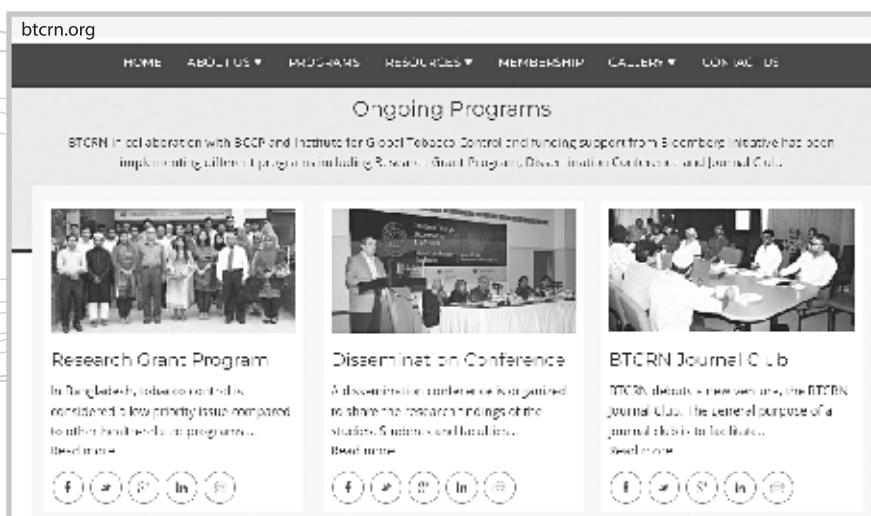 btcrn.org
HOME ABOUT US ▼ PROGRAMS RESOURCES ▼ MEMBERSHIP GALLERY ▼ CONTACT US
Ongoing Programs
BTCRN in collaboration with BCCP and Institute for Global Tobacco Control and funding support from Bloomberg Initiative has been
implementing different programs including Research Grant Program, Dissemination Conference and Journal Club.
Research Grant Program
In Bangladesh, tobacco control is
considered a low priority issue compared
to other health-related programs...
Read more
Dissemination Conference
A dissemination conference is organized
to share the research findings of the
studies. Students and faculties...
Read more
BTCRN Journal Club
BTCRN debuts a new venture, the BTCRN
Journal Club. The general purpose of a
journal club is to facilitate...
Read more